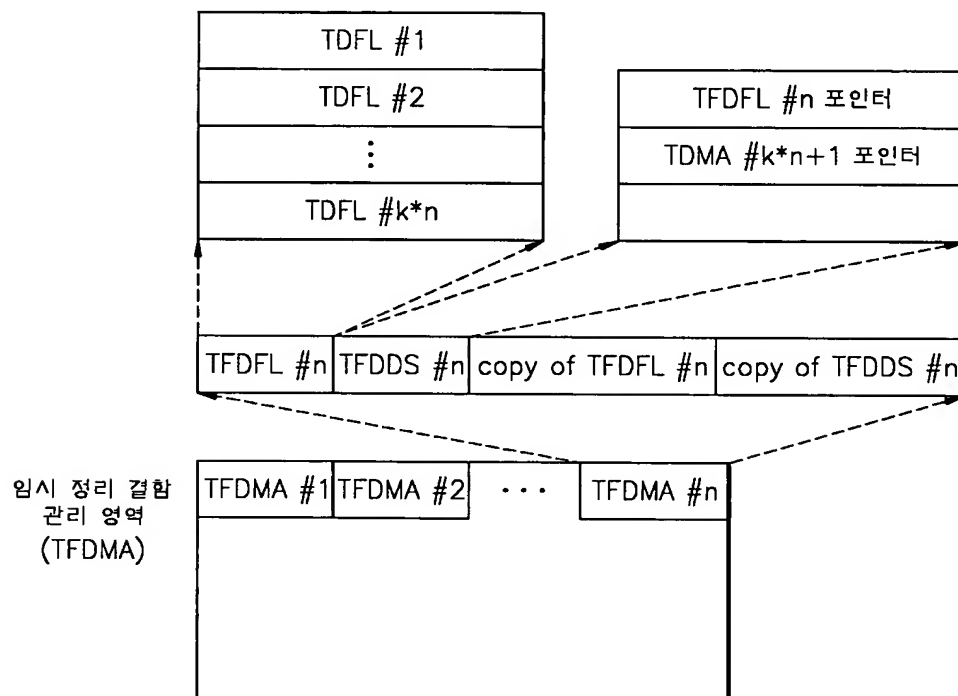 TDFL #1
TDFL #2
⋮
TDFL #k*n
TFDFL #n 포인터
TDMA #k*n+1 포인터
TFDFL #n
TFDDS #n
copy of TFDFL #n
copy of TFDDS #n
임시 정리 결함
관리 영역
(TFDMA)
TFDMA #1
TFDMA #2
···
TFDMA #n